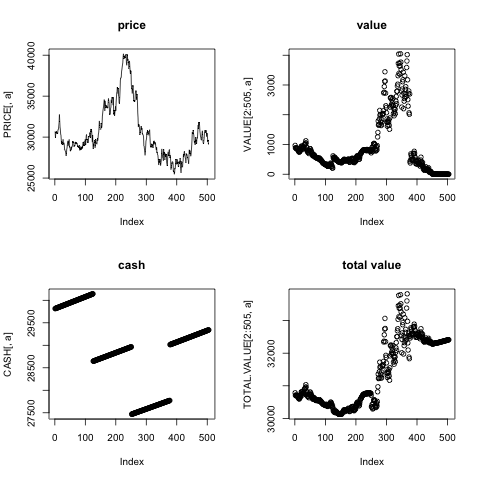 price
PRICE[, a]
40000
35000
30000
25000
0 100 200 300 400 500
Index
value
VALUE[2:505, a]
3000
1000
0
0 100 200 300 400 500
Index
cash
CASH[, a]
29500
28500
27500
0 100 200 300 400 500
Index
total value
TOTAL.VALUE[2:505, a]
32000
30000
0 100 200 300 400 500
Index